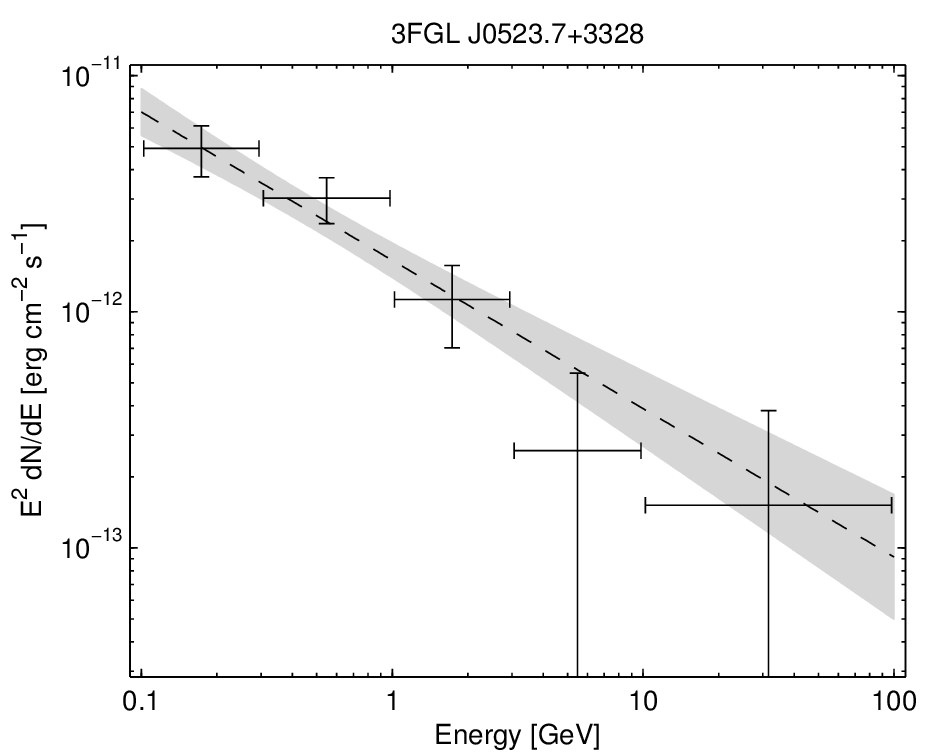 3FGL J0523.7+3328
10⁻¹¹
10⁻¹²
10⁻¹³
E² dN/dE [erg cm⁻² s⁻¹]
0.1 1 10 100
Energy [GeV]